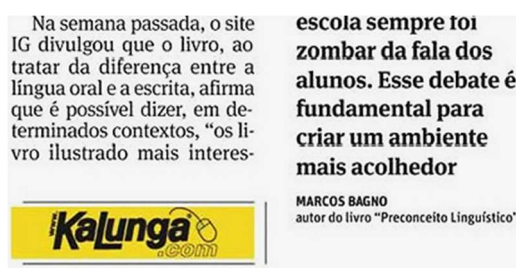 Na semana passada, o site
IG divulgou que o livro, ao
tratar da diferença entre a
língua oral e a escrita, afirma
que é possível dizer, em de-
terminados contextos, “os li-
vro ilustrado mais interes-
www.Kalunga.com
escola sempre foi
zombar da fala dos
alunos. Esse debate é
fundamental para
criar um ambiente
mais acolhedor
MARCOS BAGNO
autor do livro "Preconceito Linguístico"